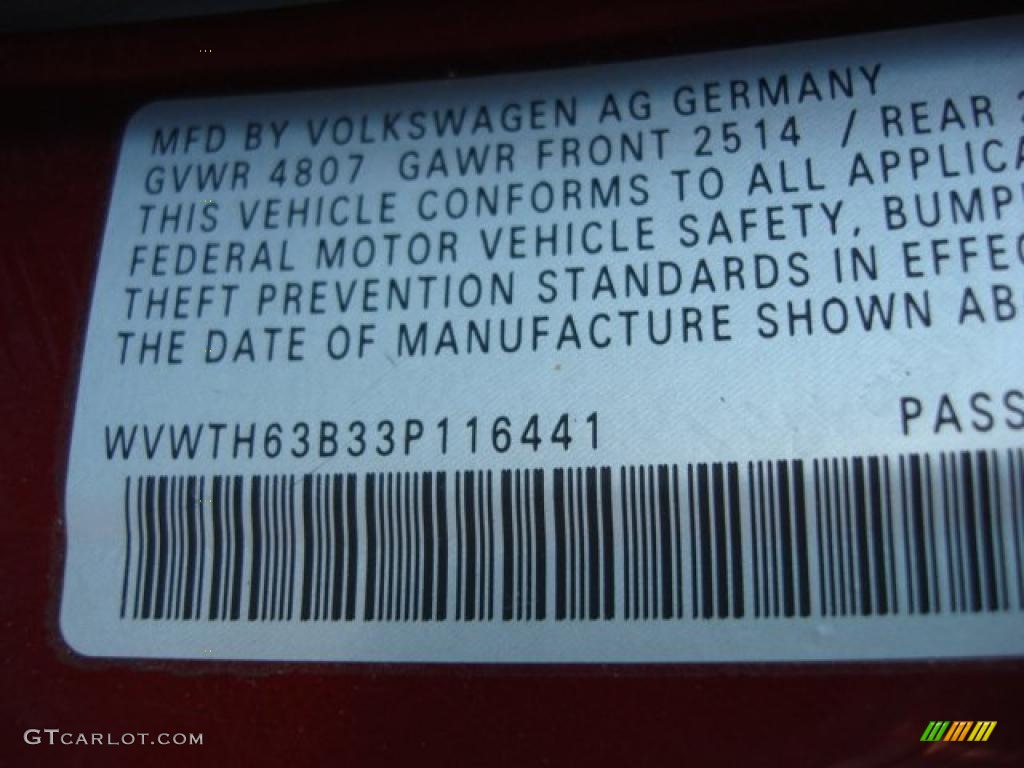 MFD BY VOLKSWAGEN AG GERMANY
GVWR 4807 GAWR FRONT 2514 / REAR
THIS VEHICLE CONFORMS TO ALL APPLICA
FEDERAL MOTOR VEHICLE SAFETY, BUMP
THEFT PREVENTION STANDARDS IN EFFEC
THE DATE OF MANUFACTURE SHOWN AB
WVWTH63B33P116441 PASS
GTCARLOT.COM